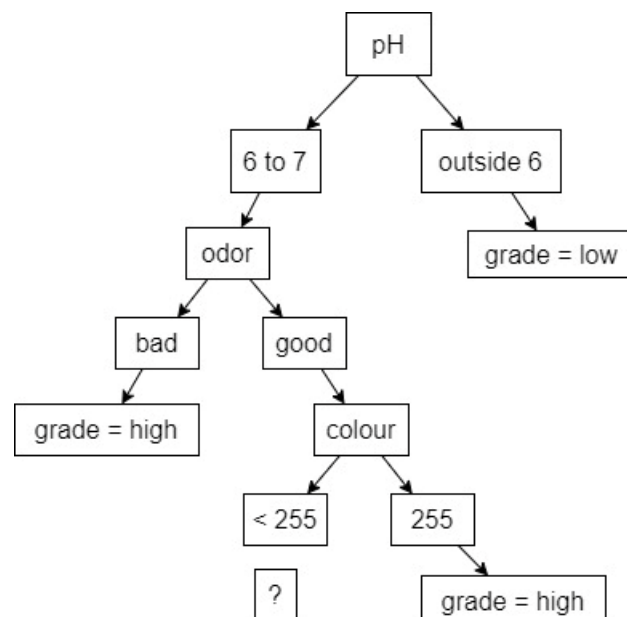 pH
6 to 7
outside 6
odor
grade = low
bad
good
grade = high
colour
< 255
255
?
grade = high